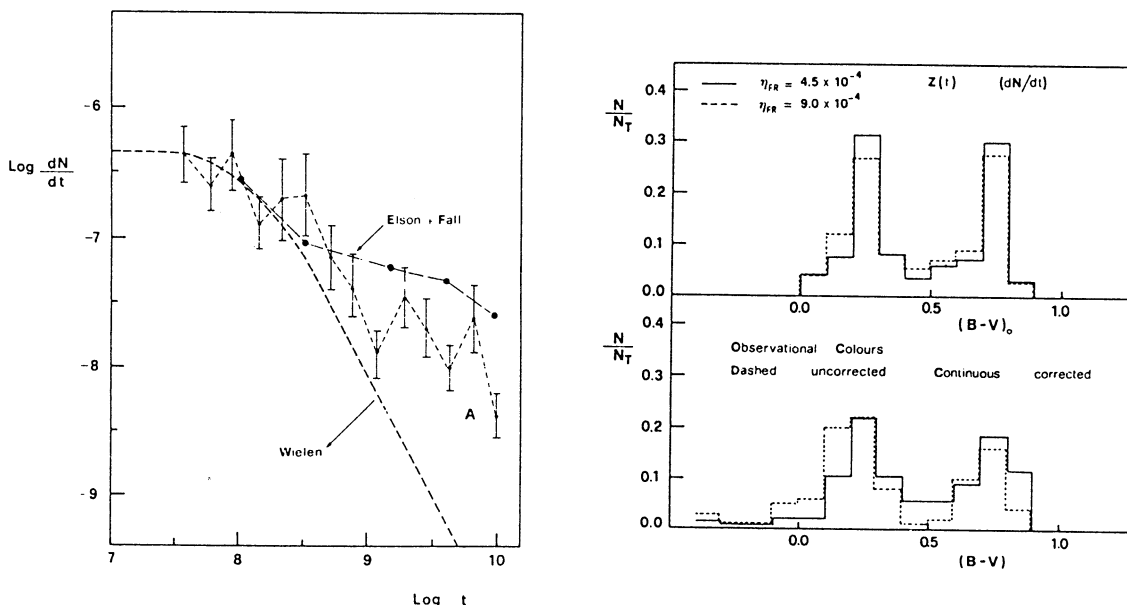 Log dN/dt
-6
-7
-8
-9
Elson + Fall
Wielen
A
7 8 9 10
Log t
N/N_T
0.4
0.3
0.2
0.1
0.0
η_FR = 4.5 x 10⁻⁴ Z(t) (dN/dt)
η_FR = 9.0 x 10⁻⁴
0.0 0.5 1.0
(B-V)ₒ
N/N_T
0.4
0.3
0.2
0.1
0.0
Observational Colours
Dashed uncorrected Continuous corrected
0.0 0.5 1.0
(B-V)